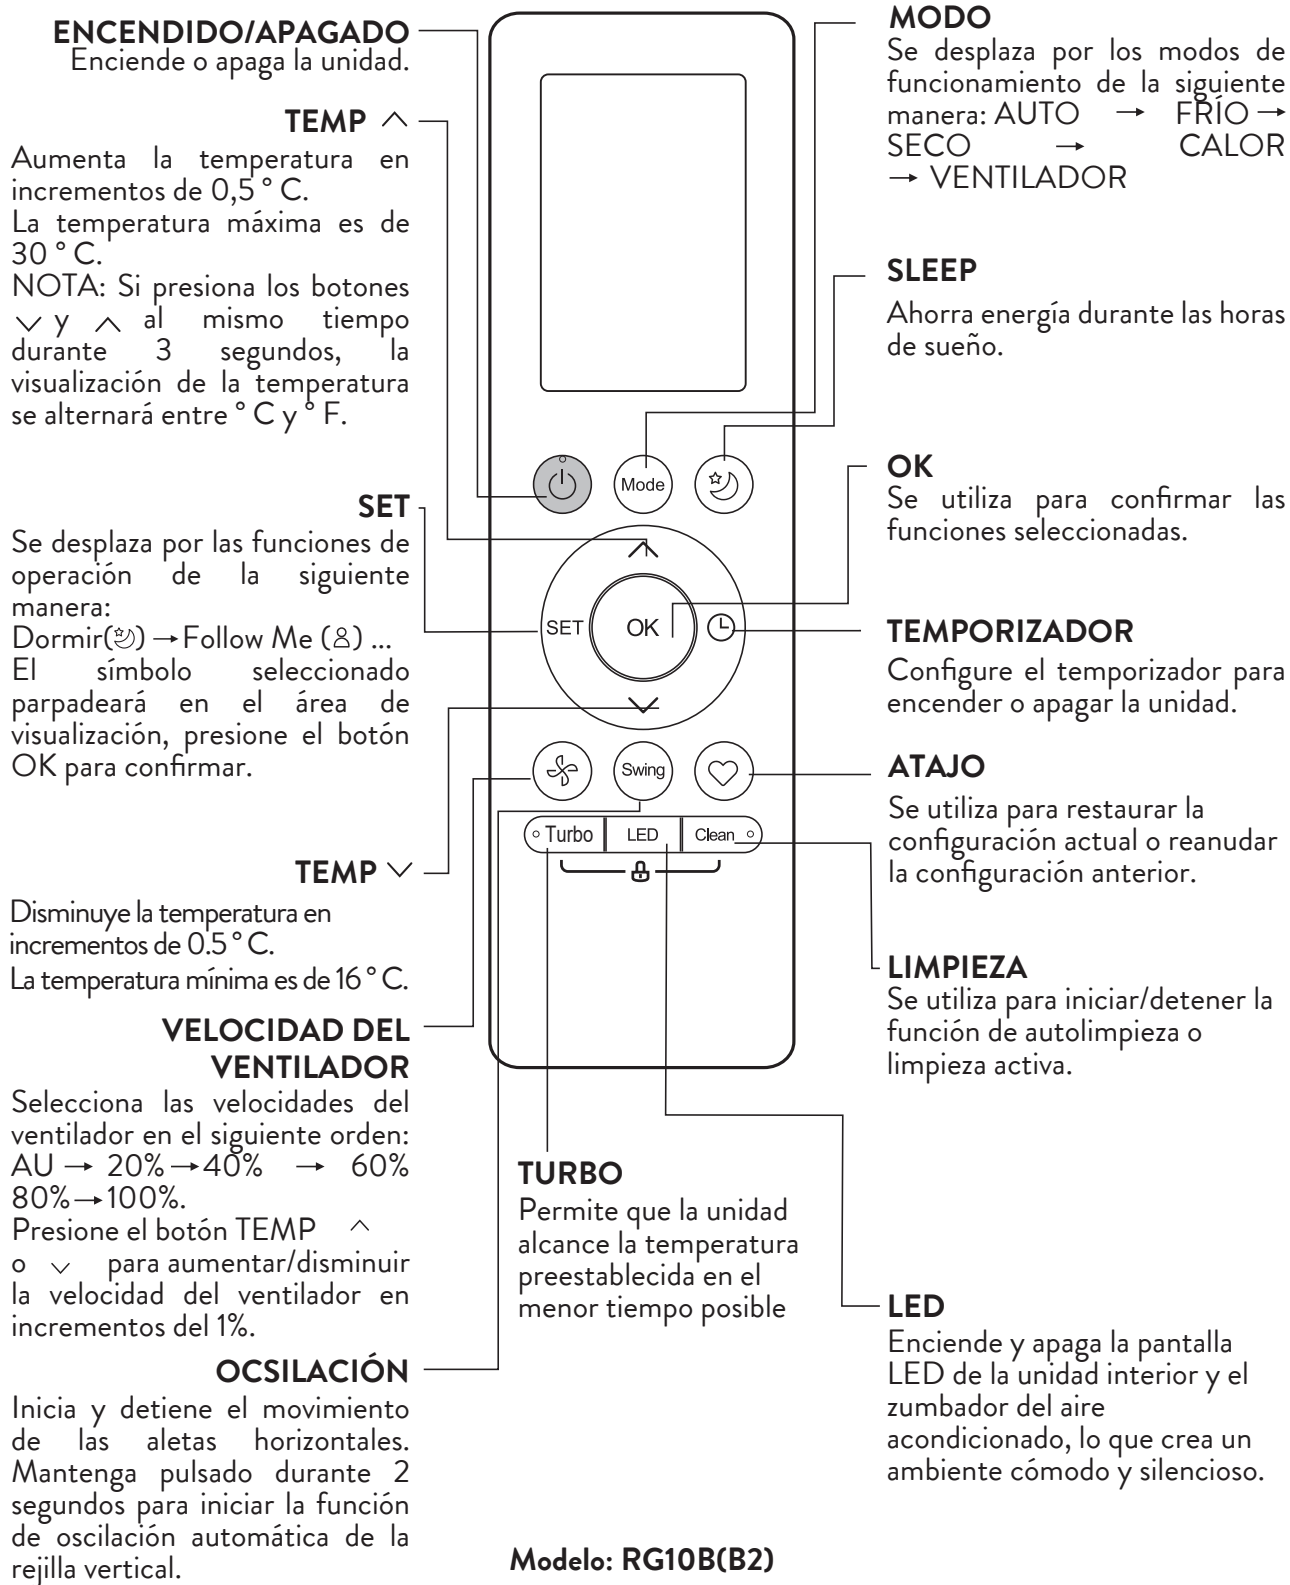 ENCENDIDO/APAGADO
Enciende o apaga la unidad.
TEMP ︿
Aumenta la temperatura en
incrementos de 0,5 ° C.
La temperatura máxima es de
30 ° C.
NOTA: Si presiona los botones
﹀ y ︿ al mismo tiempo
durante 3 segundos, la
visualización de la temperatura
se alternará entre ° C y ° F.
SET
Se desplaza por las funciones de
operación de la siguiente
manera:
Dormir( ) → Follow Me ( ) ...
El símbolo seleccionado
parpadeará en el área de
visualización, presione el botón
OK para confirmar.
TEMP ﹀
Disminuye la temperatura en
incrementos de 0.5 ° C.
La temperatura mínima es de 16 ° C.
VELOCIDAD DEL
VENTILADOR
Selecciona las velocidades del
ventilador en el siguiente orden:
AU → 20% → 40% → 60%
80% → 100%.
Presione el botón TEMP ︿
o ﹀ para aumentar/disminuir
la velocidad del ventilador en
incrementos del 1%.
OCSILACIÓN
Inicia y detiene el movimiento
de las aletas horizontales.
Mantenga pulsado durante 2
segundos para iniciar la función
de oscilación automática de la
rejilla vertical.
Mode
SET
OK
Swing
Turbo LED Clean
TURBO
Permite que la unidad
alcance la temperatura
preestablecida en el
menor tiempo posible
Modelo: RG10B(B2)
MODO
Se desplaza por los modos de
funcionamiento de la siguiente
manera: AUTO → FRÍO →
SECO → CALOR
→ VENTILADOR
SLEEP
Ahorra energía durante las horas
de sueño.
OK
Se utiliza para confirmar las
funciones seleccionadas.
TEMPORIZADOR
Configure el temporizador para
encender o apagar la unidad.
ATAJO
Se utiliza para restaurar la
configuración actual o reanudar
la configuración anterior.
LIMPIEZA
Se utiliza para iniciar/detener la
función de autolimpieza o
limpieza activa.
LED
Enciende y apaga la pantalla
LED de la unidad interior y el
zumbador del aire
acondicionado, lo que crea un
ambiente cómodo y silencioso.